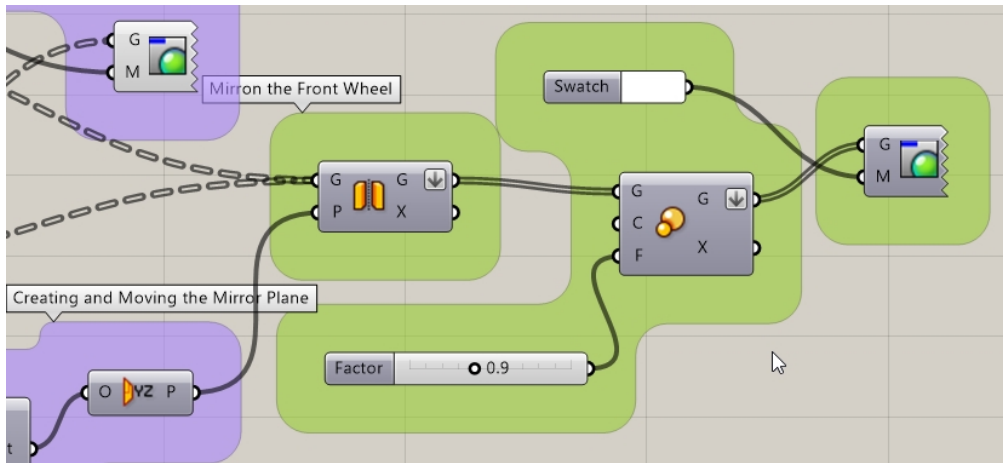 G
M
Mirron the Front Wheel
Swatch
G
M
G G
P X
G G
C
X
F
Creating and Moving the Mirror Plane
Factor 0.9
O YZ P
t